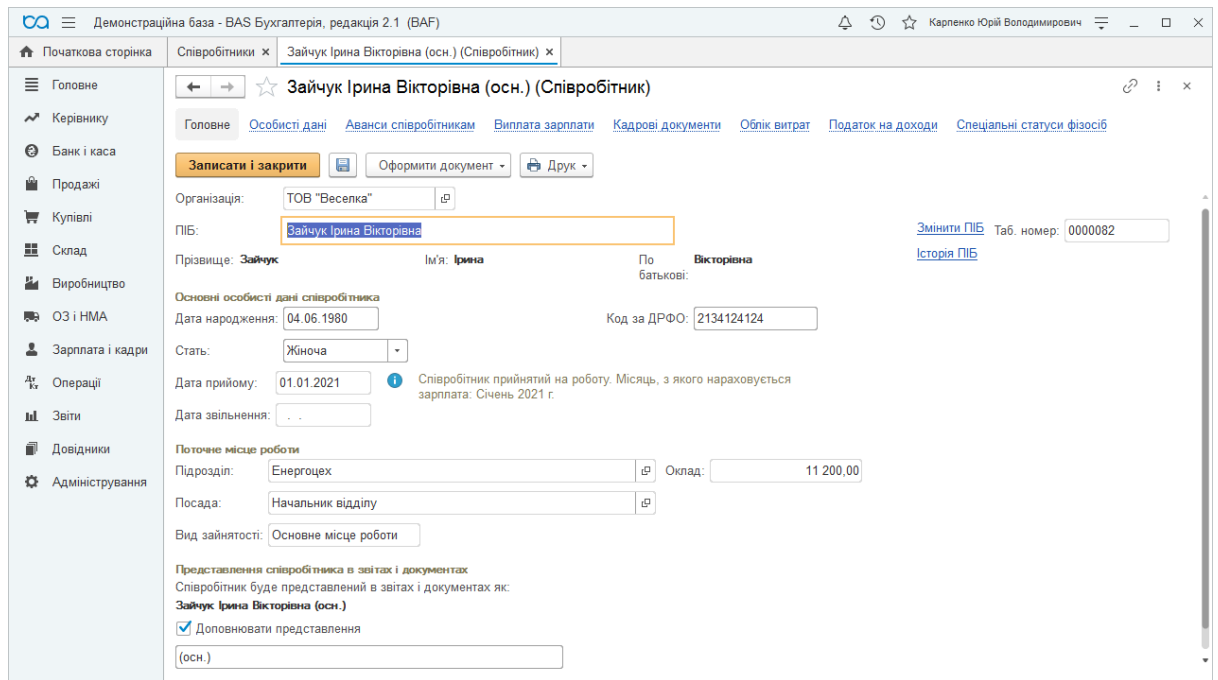 Демонстраційна база - BAS Бухгалтерія, редакція 2.1 (BAF)
Карпенко Юрій Володимирович
Початкова сторінка
Співробітники ×
Зайчук Ірина Вікторівна (осн.) (Співробітник) ×
Головне
Керівнику
Банк і каса
Продажі
Купівлі
Склад
Виробництво
ОЗ і НМА
Зарплата і кадри
Дт Кт Операції
Звіти
Довідники
Адміністрування
Зайчук Ірина Вікторівна (осн.) (Співробітник)
Головне Особисті дані Аванси співробітникам Виплата зарплати Кадрові документи Облік витрат Податок на доходи Спеціальні статуси фізосіб
Записати і закрити Оформити документ Друк
Організація: ТОВ "Веселка"
ПІБ: Зайчук Ірина Вікторівна Змінити ПІБ Таб. номер: 0000082
Історія ПІБ
Прізвище: Зайчук Ім'я: Ірина По батькові: Вікторівна
Основні особисті дані співробітника
Дата народження: 04.06.1980 Код за ДРФО: 2134124124
Стать: Жіноча
Дата прийому: 01.01.2021 Співробітник прийнятий на роботу. Місяць, з якого нараховується
зарплата: Січень 2021 г.
Дата звільнення: . .
Поточне місце роботи
Підрозділ: Енергоцех Оклад: 11 200,00
Посада: Начальник відділу
Вид зайнятості: Основне місце роботи
Представлення співробітника в звітах і документах
Співробітник буде представлений в звітах і документах як:
Зайчук Ірина Вікторівна (осн.)
Доповнювати представлення
(осн.)